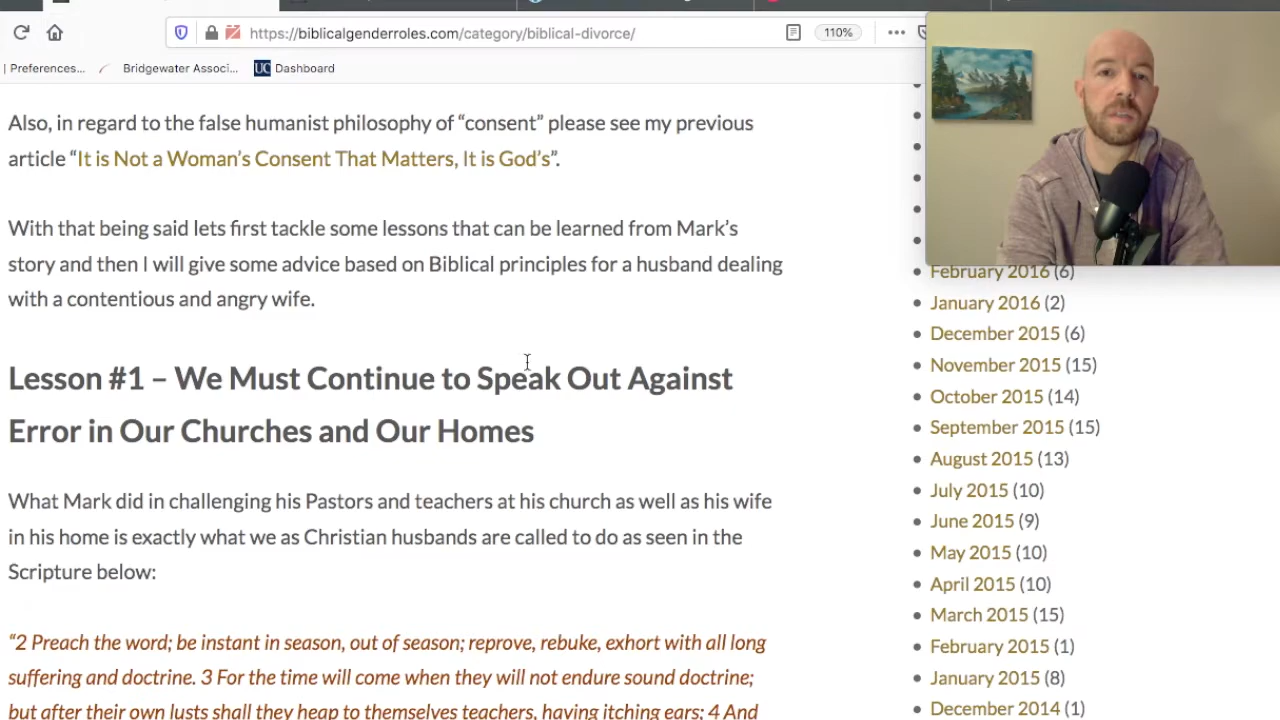 https://biblicalgenderroles.com/category/biblical-divorce/
110%
Preferences...
Bridgewater Associ...
UC Dashboard
Also, in regard to the false humanist philosophy of “consent” please see my previous
article “It is Not a Woman’s Consent That Matters, It is God’s”.
With that being said lets first tackle some lessons that can be learned from Mark’s
story and then I will give some advice based on Biblical principles for a husband dealing
with a contentious and angry wife.
Lesson #1 – We Must Continue to Speak Out Against
Error in Our Churches and Our Homes
What Mark did in challenging his Pastors and teachers at his church as well as his wife
in his home is exactly what we as Christian husbands are called to do as seen in the
Scripture below:
“2 Preach the word; be instant in season, out of season; reprove, rebuke, exhort with all long
suffering and doctrine. 3 For the time will come when they will not endure sound doctrine;
but after their own lusts shall they heap to themselves teachers, having itching ears; 4 And
February 2016 (6)
January 2016 (2)
December 2015 (6)
November 2015 (15)
October 2015 (14)
September 2015 (15)
August 2015 (13)
July 2015 (10)
June 2015 (9)
May 2015 (10)
April 2015 (10)
March 2015 (15)
February 2015 (1)
January 2015 (8)
December 2014 (1)